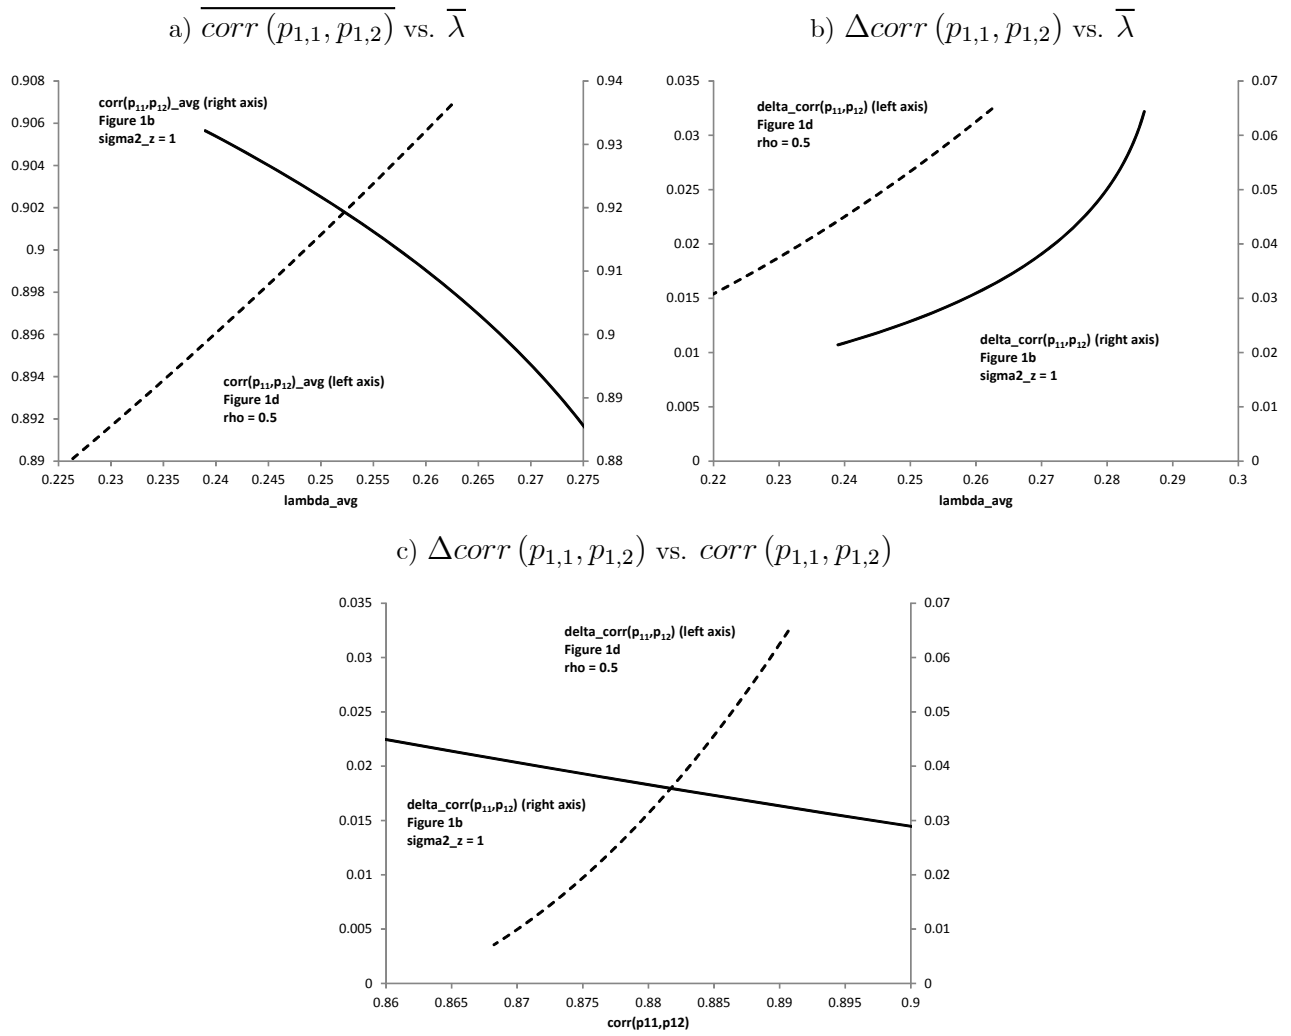 a) corr (p1,1, p1,2) vs. λ
0.908
0.906
0.904
0.902
0.9
0.898
0.896
0.894
0.892
0.89
corr(p11,p12)_avg (right axis)
Figure 1b
sigma2_z = 1
corr(p11,p12)_avg (left axis)
Figure 1d
rho = 0.5
0.94
0.93
0.92
0.91
0.9
0.89
0.88
0.225 0.23 0.235 0.24 0.245 0.25 0.255 0.26 0.265 0.27 0.275
lambda_avg
b) Δcorr (p1,1, p1,2) vs. λ
0.035
0.03
0.025
0.02
0.015
0.01
0.005
0
delta_corr(p11,p12) (left axis)
Figure 1d
rho = 0.5
delta_corr(p11,p12) (right axis)
Figure 1b
sigma2_z = 1
0.07
0.06
0.05
0.04
0.03
0.02
0.01
0
0.22 0.23 0.24 0.25 0.26 0.27 0.28 0.29 0.3
lambda_avg
c) Δcorr (p1,1, p1,2) vs. corr (p1,1, p1,2)
0.035
0.03
0.025
0.02
0.015
0.01
0.005
0
delta_corr(p11,p12) (left axis)
Figure 1d
rho = 0.5
delta_corr(p11,p12) (right axis)
Figure 1b
sigma2_z = 1
0.07
0.06
0.05
0.04
0.03
0.02
0.01
0
0.86 0.865 0.87 0.875 0.88 0.885 0.89 0.895 0.9
corr(p11,p12)